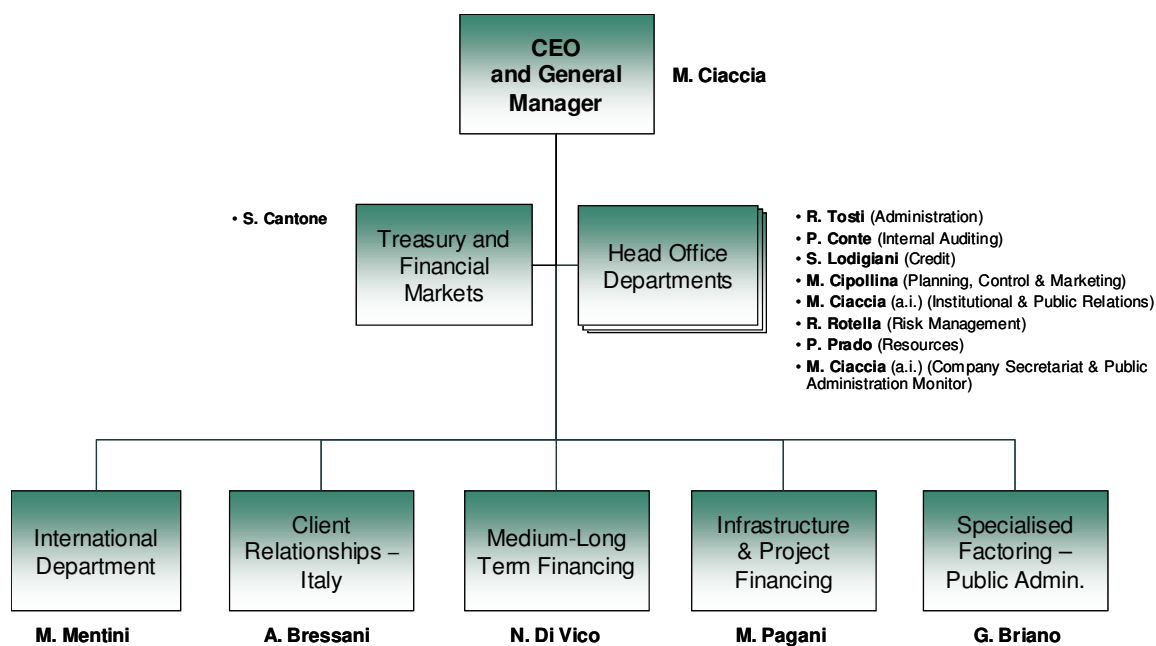 CEO
and General
Manager
M. Ciaccia
• S. Cantone
Treasury and
Financial
Markets
Head Office
Departments
• R. Tosti (Administration)
• P. Conte (Internal Auditing)
• S. Lodigiani (Credit)
• M. Cipollina (Planning, Control & Marketing)
• M. Ciaccia (a.i.) (Institutional & Public Relations)
• R. Rotella (Risk Management)
• P. Prado (Resources)
• M. Ciaccia (a.i.) (Company Secretariat & Public
Administration Monitor)
International
Department
M. Mentini
Client
Relationships –
Italy
A. Bressani
Medium-Long
Term Financing
N. Di Vico
Infrastructure
& Project
Financing
M. Pagani
Specialised
Factoring –
Public Admin.
G. Briano